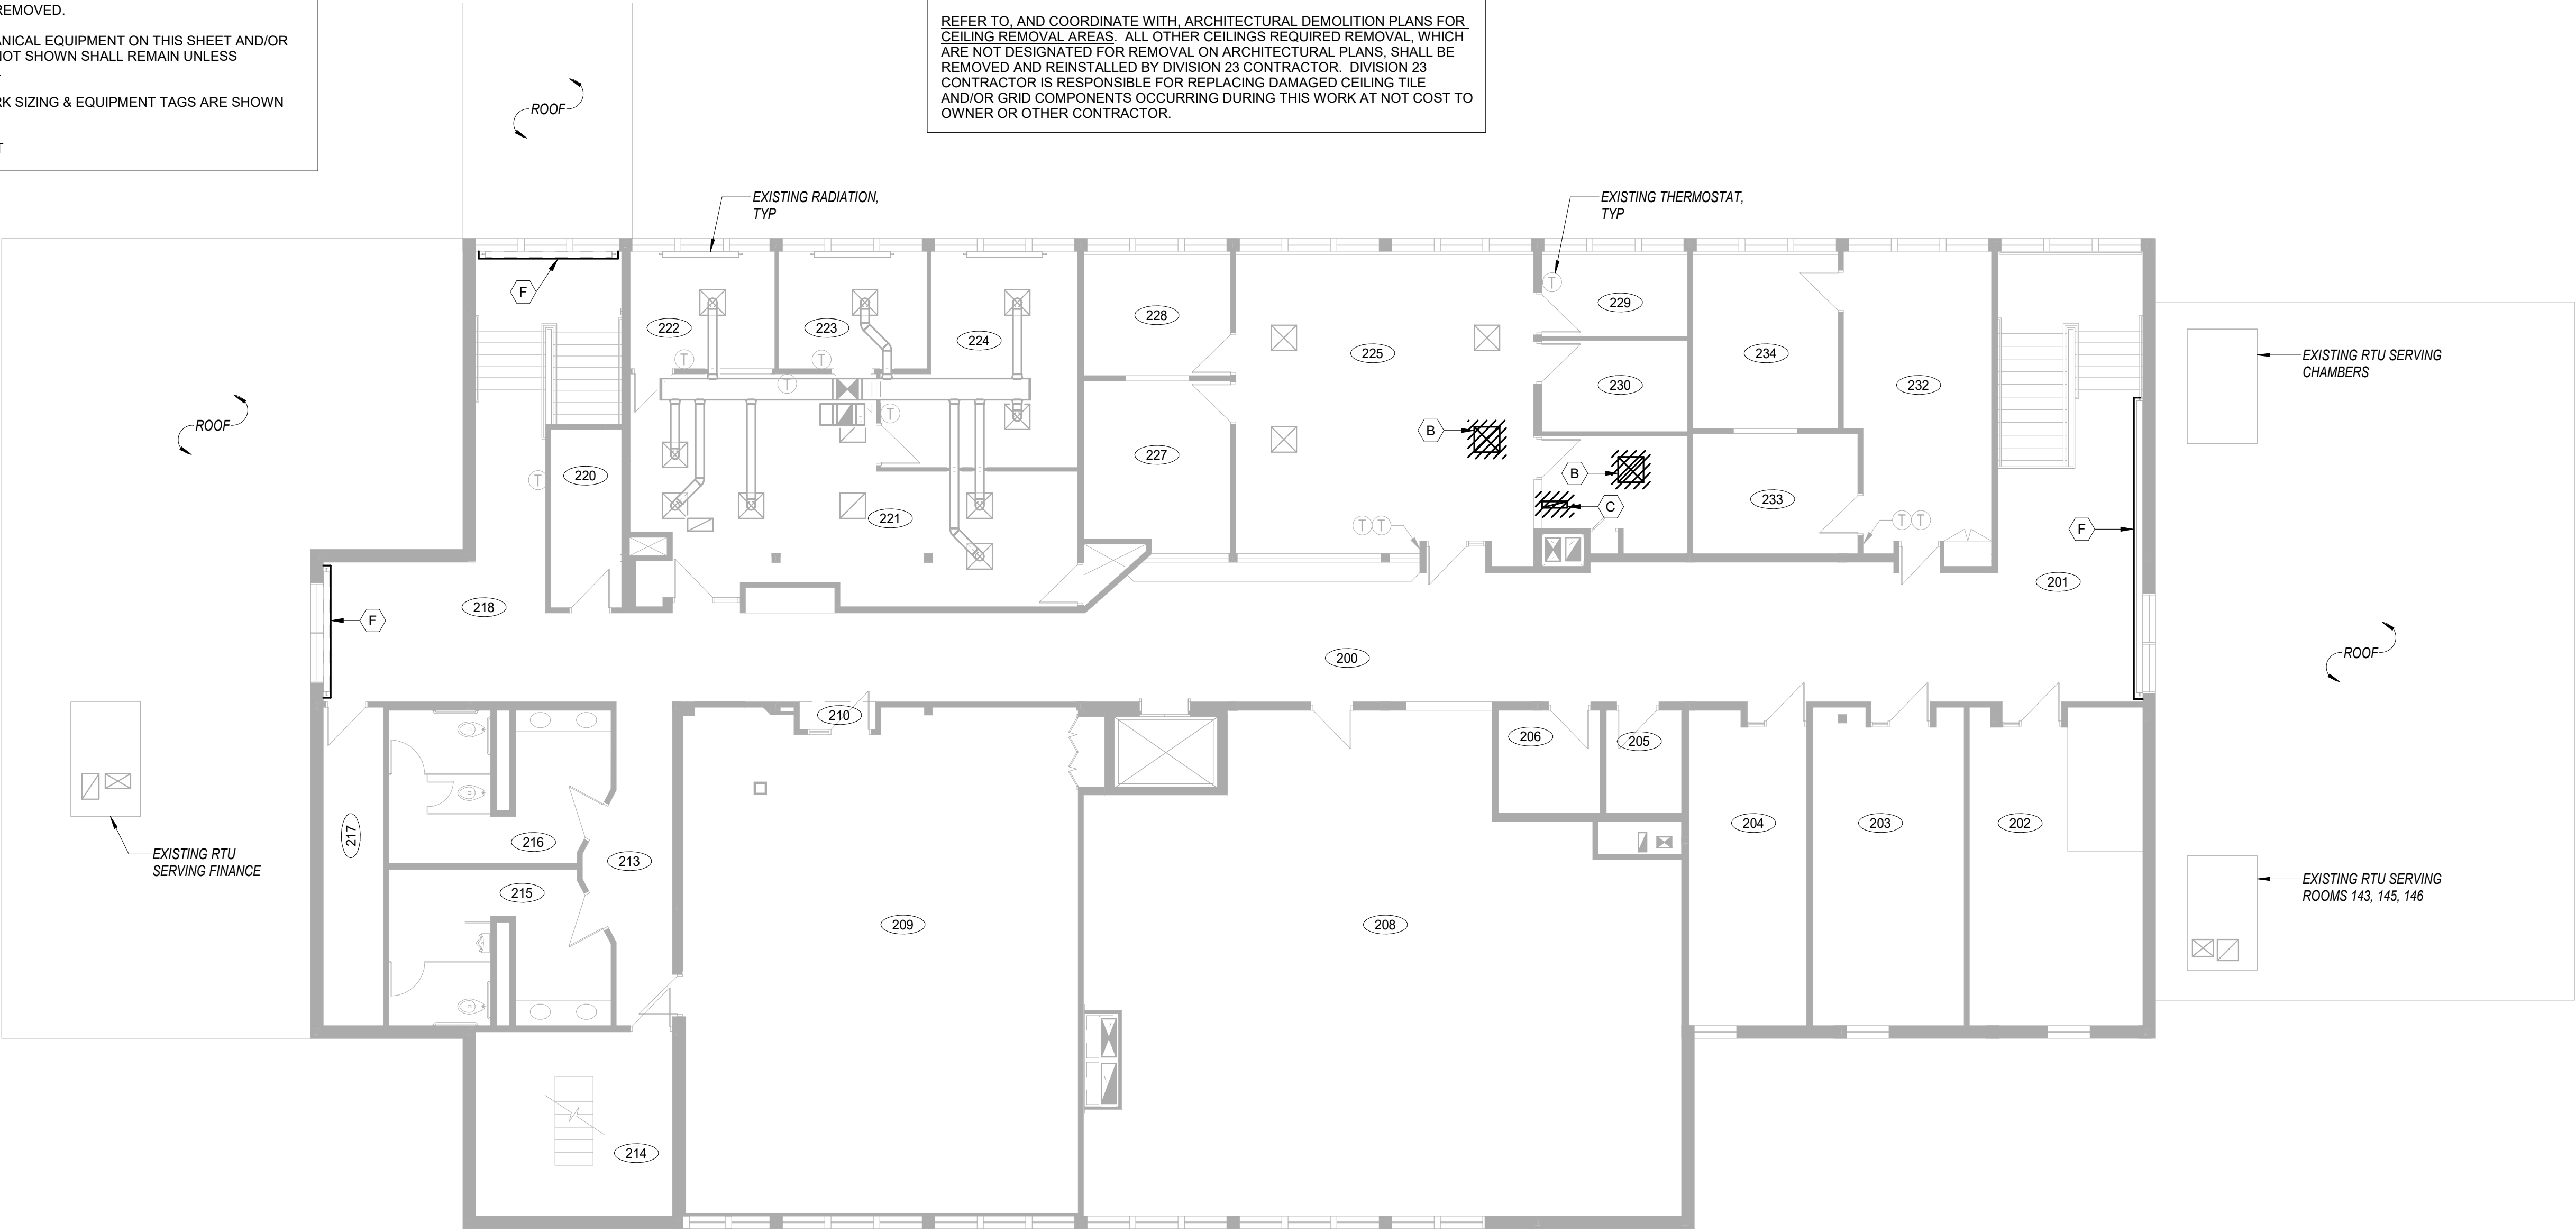 REMOVED.
ANICAL EQUIPMENT ON THIS SHEET AND/OR
NOT SHOWN SHALL REMAIN UNLESS
RK SIZING & EQUIPMENT TAGS ARE SHOWN
T
REFER TO, AND COORDINATE WITH, ARCHITECTURAL DEMOLITION PLANS FOR
CEILING REMOVAL AREAS. ALL OTHER CEILINGS REQUIRED REMOVAL, WHICH
ARE NOT DESIGNATED FOR REMOVAL ON ARCHITECTURAL PLANS, SHALL BE
REMOVED AND REINSTALLED BY DIVISION 23 CONTRACTOR. DIVISION 23
CONTRACTOR IS RESPONSIBLE FOR REPLACING DAMAGED CEILING TILE
AND/OR GRID COMPONENTS OCCURRING DURING THIS WORK AT NOT COST TO
OWNER OR OTHER CONTRACTOR.
ROOF
EXISTING RADIATION,
TYP
EXISTING THERMOSTAT,
TYP
F
T
222
T
223
T
224
T
228
225
T
229
230
234
232
EXISTING RTU SERVING
CHAMBERS
ROOF
T
220
221
227
B
B
C
T T
233
T T
F
201
218
F
200
ROOF
210
206
205
217
216
213
215
209
208
204
203
202
EXISTING RTU
SERVING FINANCE
EXISTING RTU SERVING
ROOMS 143, 145, 146
214